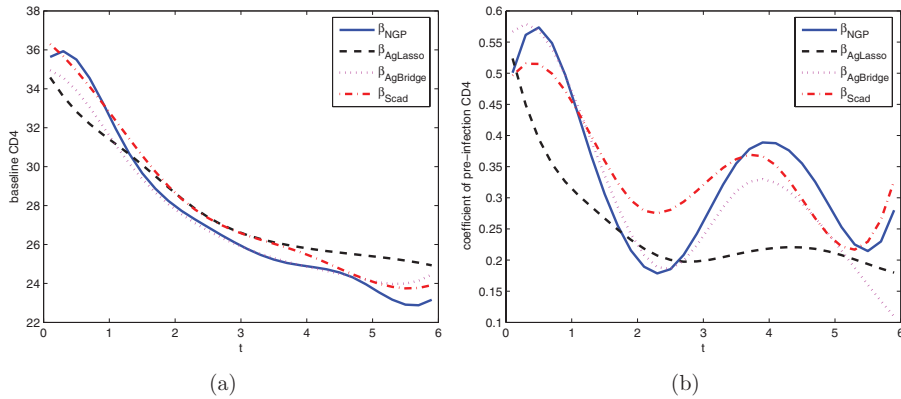 38
36
34
32
30
28
26
24
22
baseline CD4
0 1 2 3 4 5 6
t
βNGP
βAgLasso
βAgBridge
βScad
(a)
0.6
0.55
0.5
0.45
0.4
0.35
0.3
0.25
0.2
0.15
0.1
coefficient of pre−infection CD4
0 1 2 3 4 5 6
t
βNGP
βAgLasso
βAgBridge
βScad
(b)